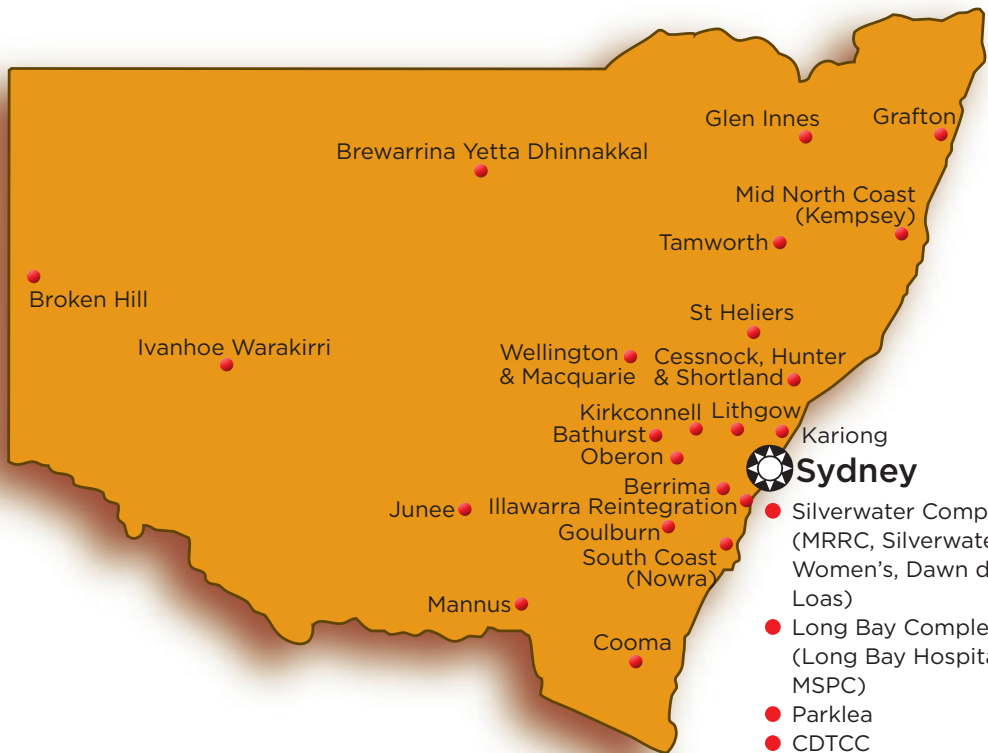 Glen Innes
Grafton
Brewarrina Yetta Dhinnakkal
Mid North Coast
(Kempsey)
Tamworth
Broken Hill
St Heliers
Ivanhoe Warakirri
Wellington
& Macquarie
Cessnock, Hunter
& Shortland
Kirkconnell
Lithgow
Bathurst
Kariong
Oberon
Sydney
Berrima
Illawarra Reintegration
Junee
Goulburn
South Coast
(Nowra)
Mannus
Cooma
Silverwater Comp
(MRRC, Silverwate
Women's, Dawn d
Loas)
Long Bay Comple
(Long Bay Hospita
MSPC)
Parklea
CDTCC